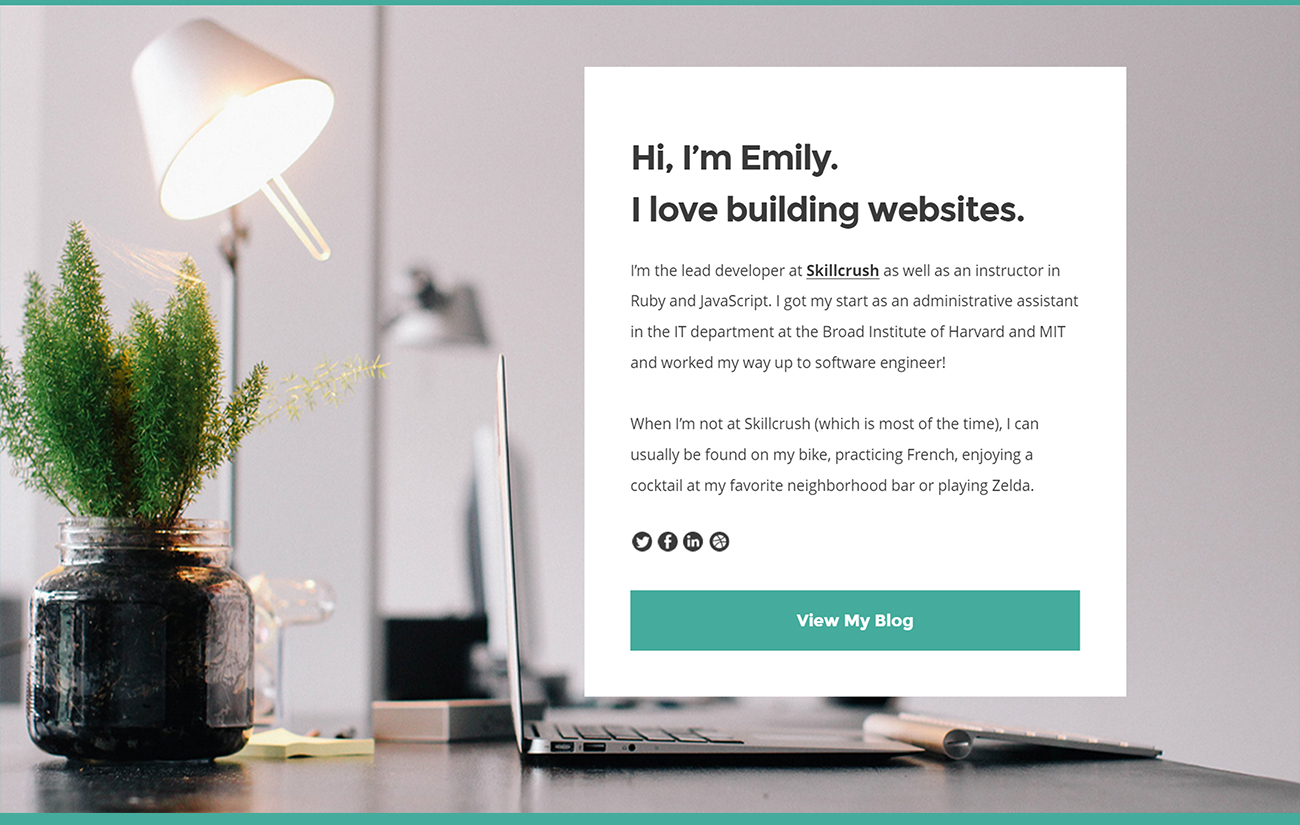 Hi, I’m Emily.
I love building websites.
I’m the lead developer at Skillcrush as well as an instructor in
Ruby and JavaScript. I got my start as an administrative assistant
in the IT department at the Broad Institute of Harvard and MIT
and worked my way up to software engineer!
When I’m not at Skillcrush (which is most of the time), I can
usually be found on my bike, practicing French, enjoying a
cocktail at my favorite neighborhood bar or playing Zelda.
View My Blog